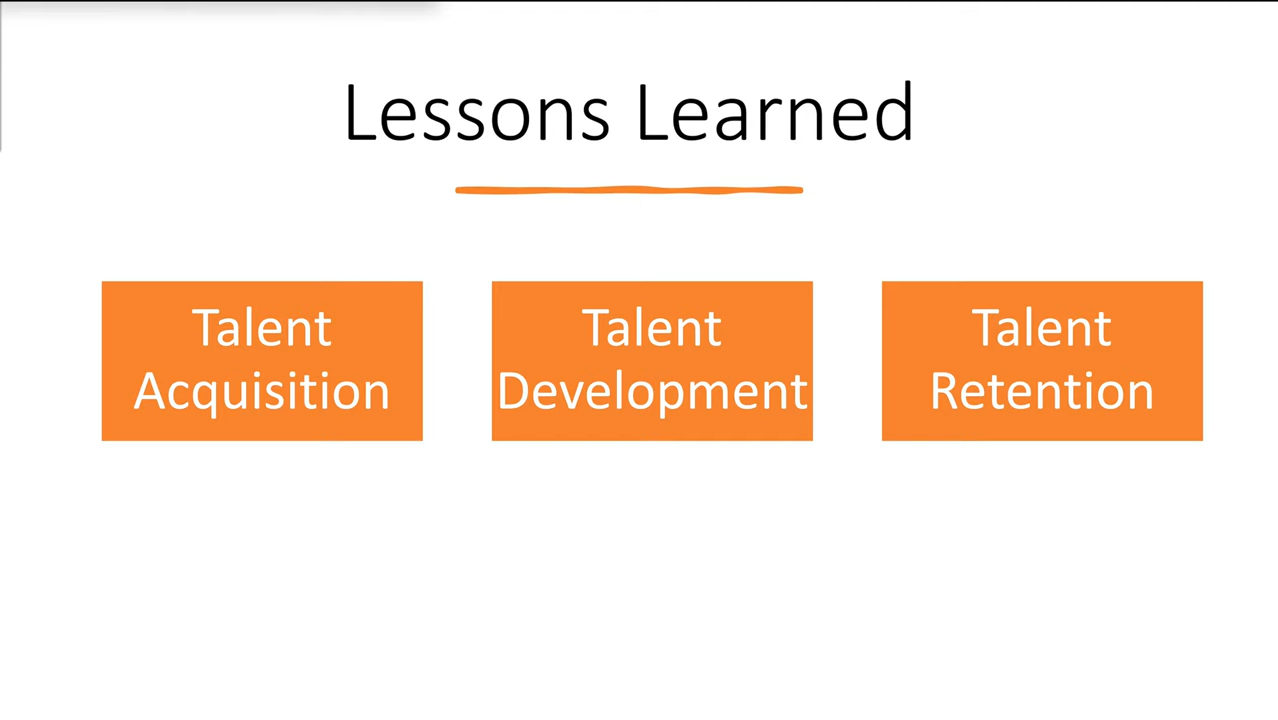 Lessons Learned
Talent
Acquisition
Talent
Development
Talent
Retention